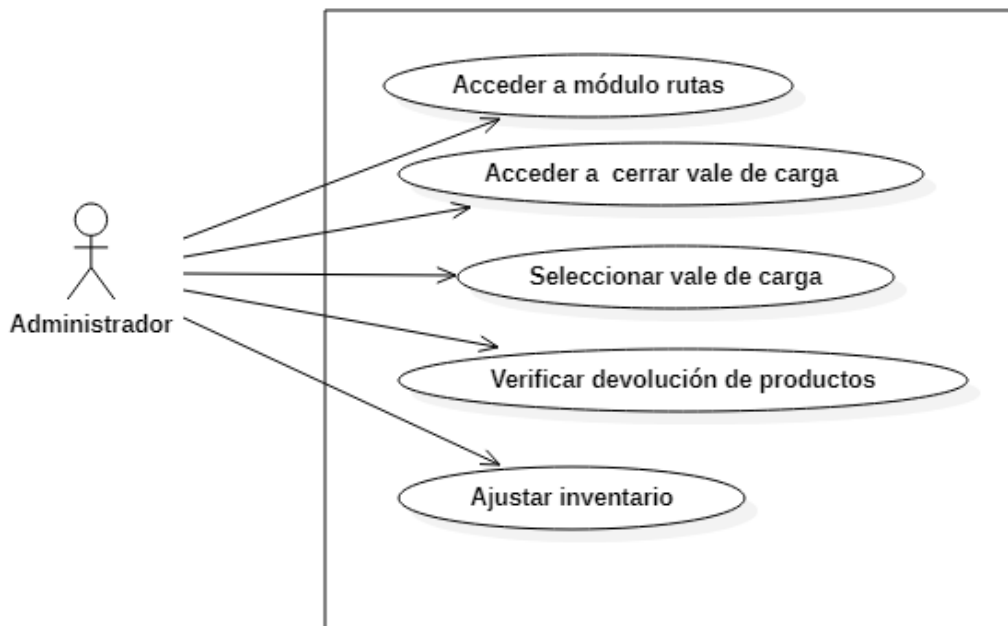 Acceder a módulo rutas
Acceder a  cerrar vale de carga
Seleccionar vale de carga
Administrador
Verificar devolución de productos
Ajustar inventario